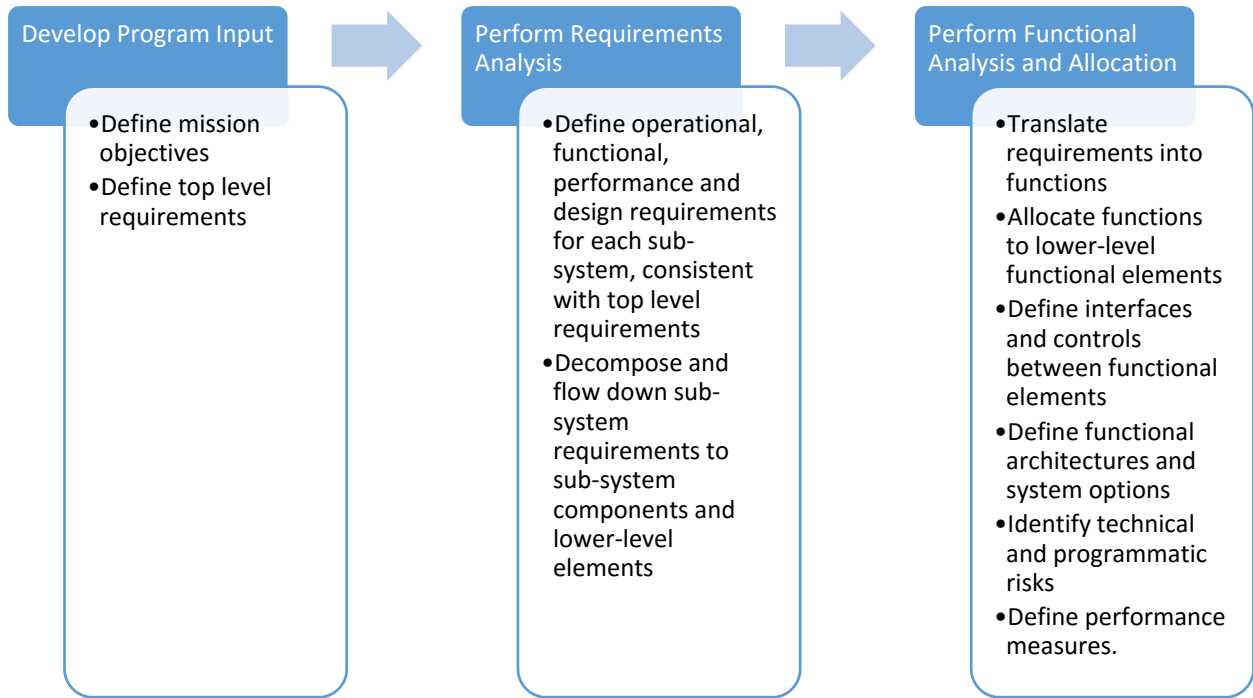 Develop Program Input
•Define mission
objectives
•Define top level
requirements
Perform Requirements
Analysis
•Define operational,
functional,
performance and
design requirements
for each sub-
system, consistent
with top level
requirements
•Decompose and
flow down sub-
system
requirements to
sub-system
components and
lower-level
elements
Perform Functional
Analysis and Allocation
•Translate
requirements into
functions
•Allocate functions
to lower-level
functional elements
•Define interfaces
and controls
between functional
elements
•Define functional
architectures and
system options
•Identify technical
and programmatic
risks
•Define performance
measures.